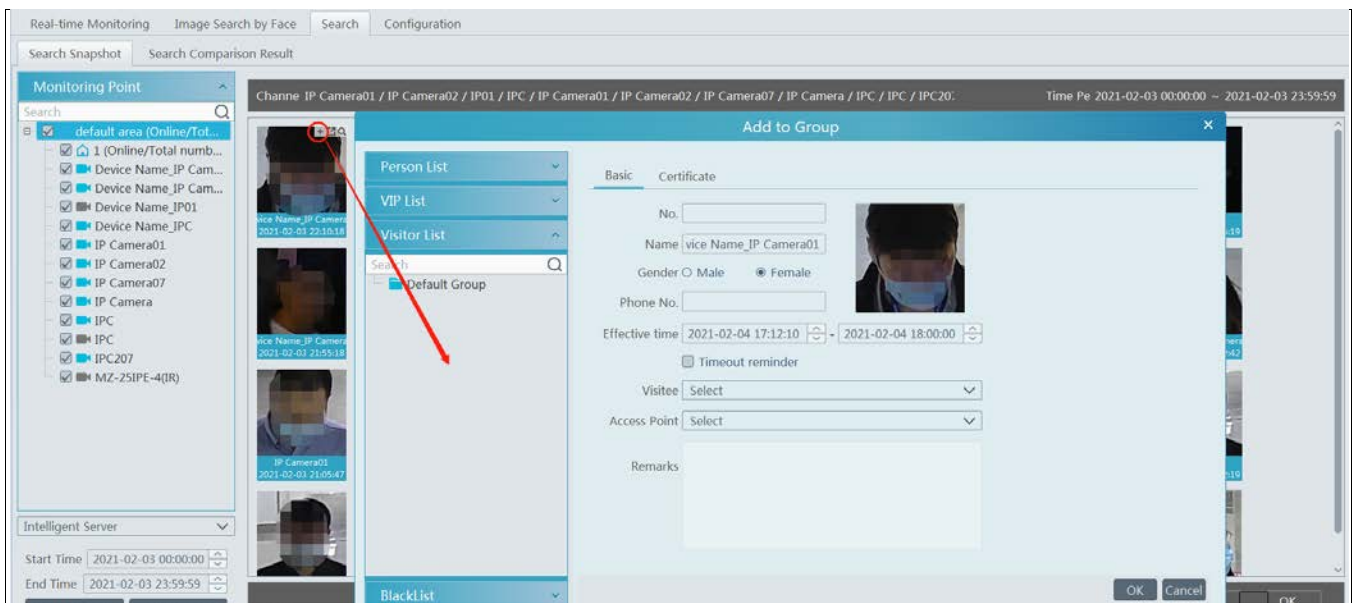 Real-time Monitoring Image Search by Face Search Configuration
Search Snapshot Search Comparison Result
Monitoring Point
Search
default area (Online/Tot...
1 (Online/Total numb...
Device Name_IP Cam...
Device Name_IP Cam...
Device Name_IP01
Device Name_IPC
IP Camera01
IP Camera02
IP Camera07
IP Camera
IPC
IPC
IPC207
MZ-25IPE-4(IR)
Intelligent Server
Start Time 2021-02-03 00:00:00
End Time 2021-02-03 23:59:59
Channe IP Camera01 / IP Camera02 / IP01 / IPC / IP Camera01 / IP Camera02 / IP Camera07 / IP Camera / IPC / IPC / IPC20: Time Pe 2021-02-03 00:00:00 ~ 2021-02-03 23:59:59
vice Name_IP Camera
2021-02-03 22:10:18
vice Name_IP Camera
2021-02-03 21:55:18
IP Camera01
2021-02-03 21:05:47
Add to Group
Person List
VIP List
Visitor List
Search
Default Group
BlackList
Basic Certificate
No.
Name vice Name_IP Camera01
Gender Male Female
Phone No.
Effective time 2021-02-04 17:12:10 - 2021-02-04 18:00:00
Timeout reminder
Visitee Select
Access Point Select
Remarks
OK Cancel
OK